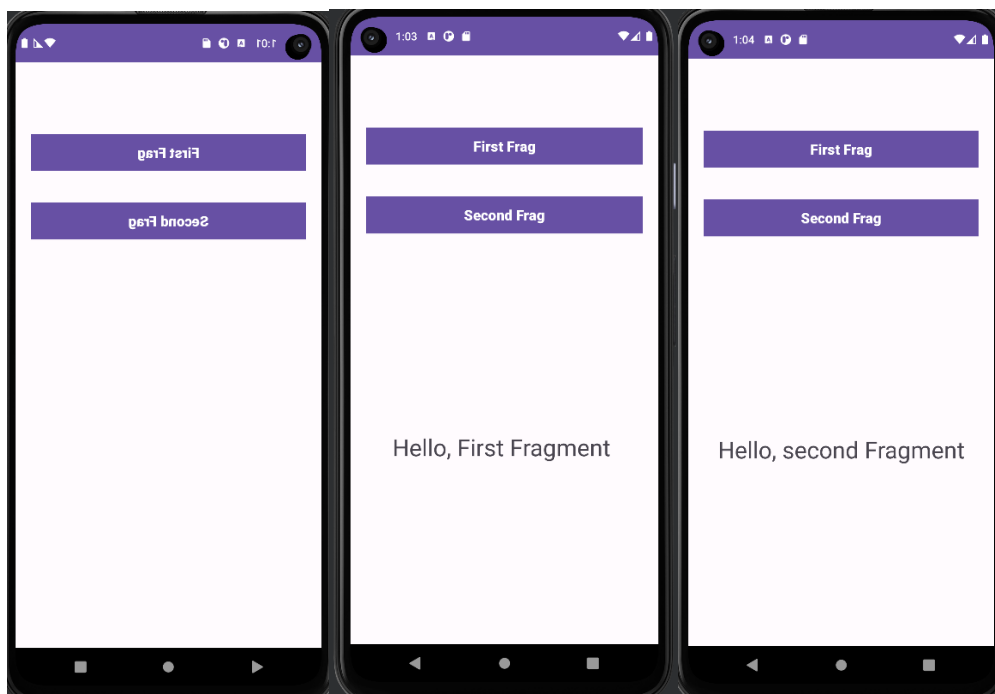 1:01
First Frag
Second Frag
1:03
First Frag
Second Frag
Hello, First Fragment
1:04
First Frag
Second Frag
Hello, second Fragment